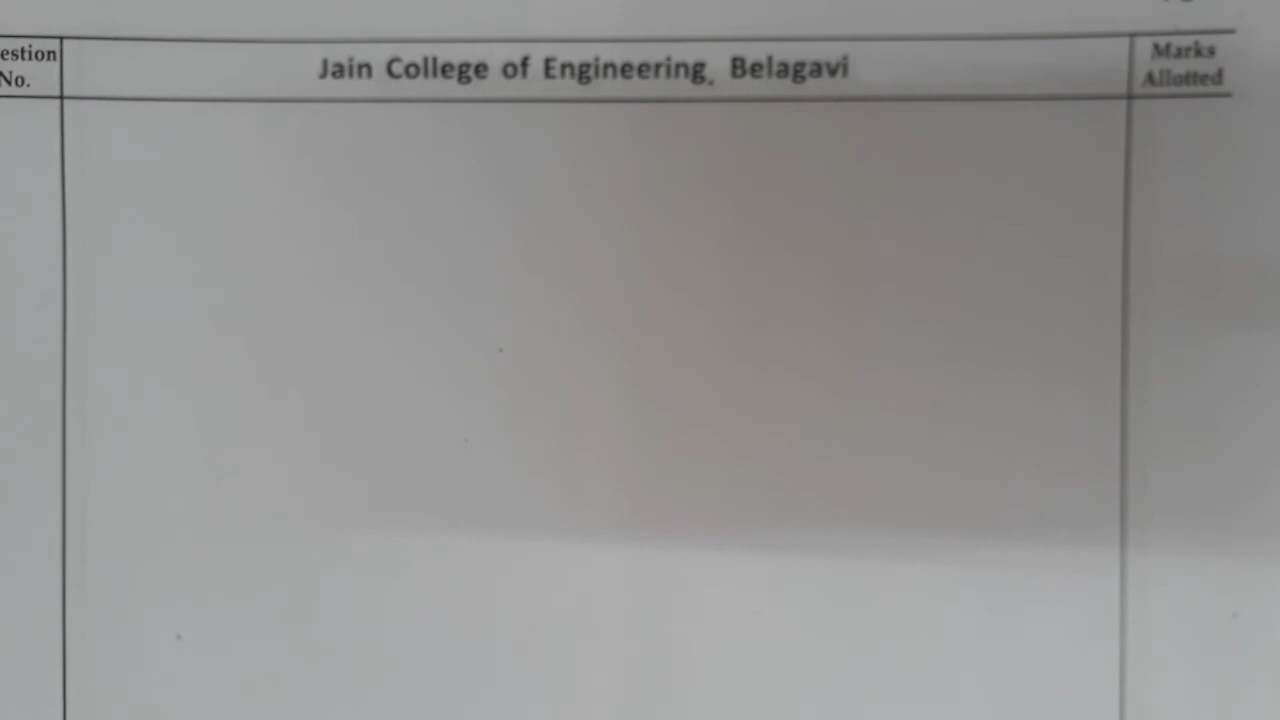 estion
No.
Jain College of Engineering, Belagavi
Marks
Allotted